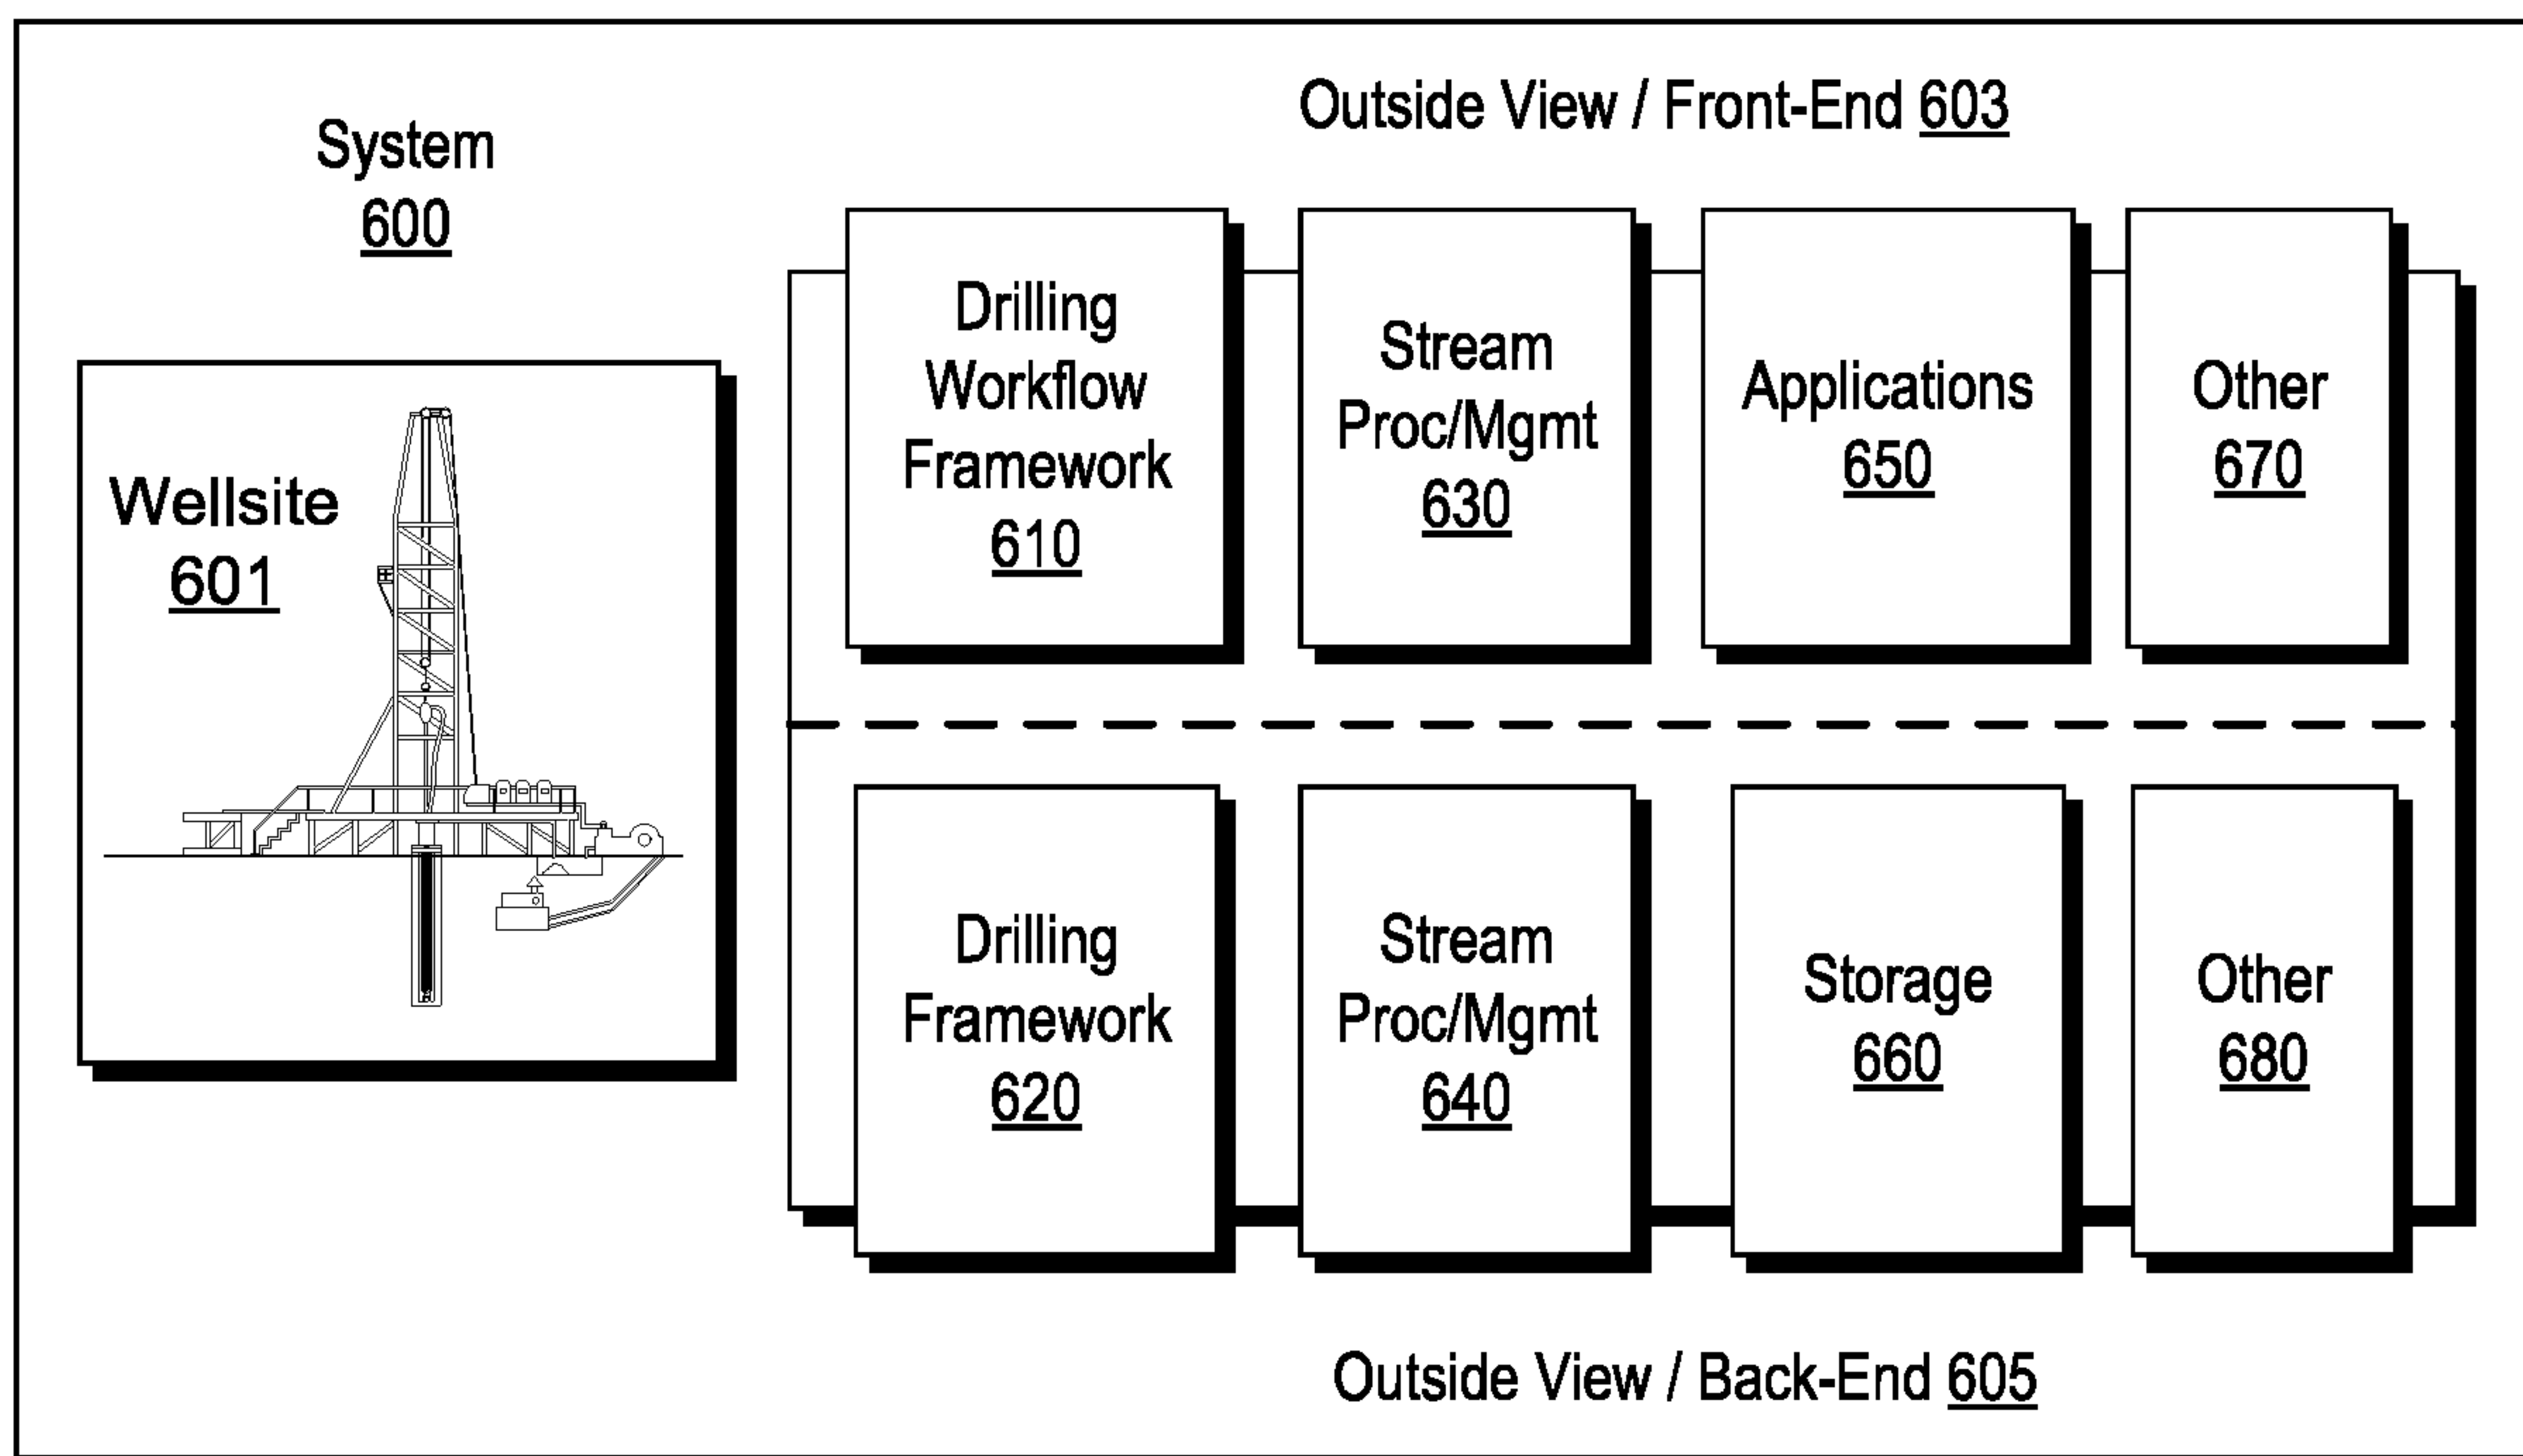 System
600
Outside View / Front-End 603
Wellsite
601
Drilling
Workflow
Framework
610
Stream
Proc/Mgmt
630
Applications
650
Other
670
Drilling
Framework
620
Stream
Proc/Mgmt
640
Storage
660
Other
680
Outside View / Back-End 605